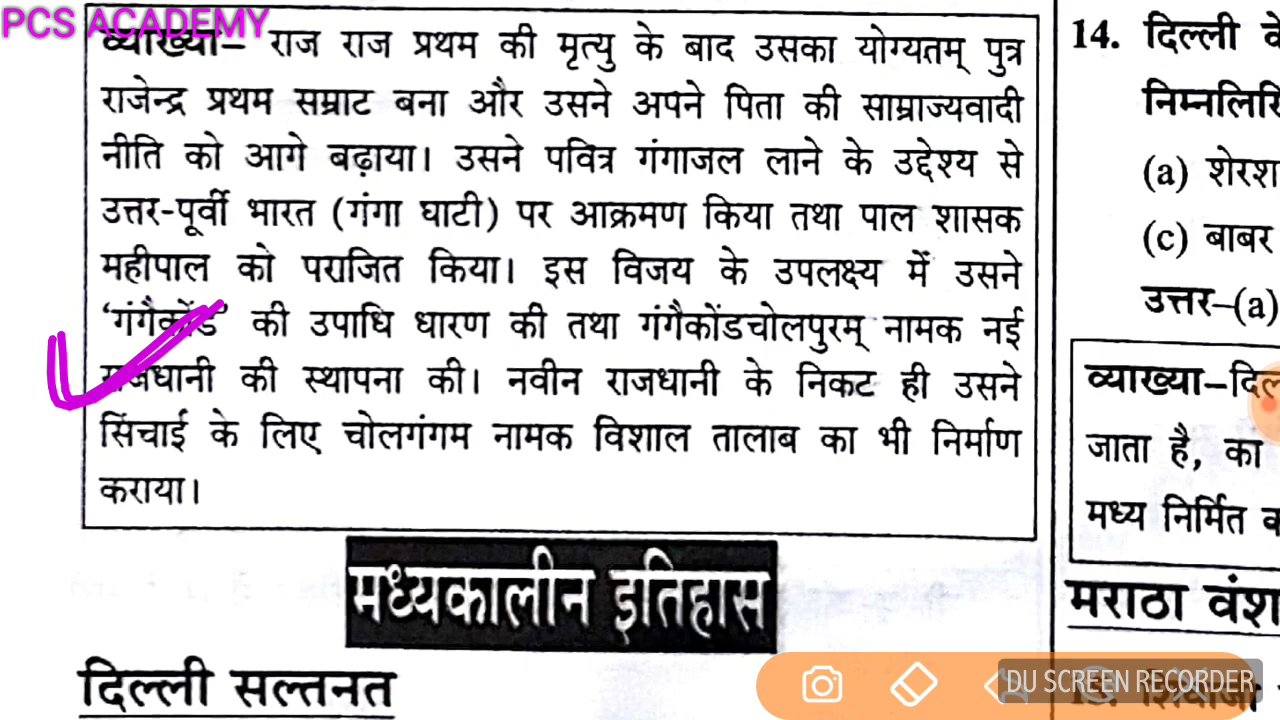 PCS ACADEMY
व्याख्या– राज राज प्रथम की मृत्यु के बाद उसका योग्यतम् पुत्र
राजेन्द्र प्रथम सम्राट बना और उसने अपने पिता की साम्राज्यवादी
नीति को आगे बढ़ाया। उसने पवित्र गंगाजल लाने के उद्देश्य से
उत्तर-पूर्वी भारत (गंगा घाटी) पर आक्रमण किया तथा पाल शासक
महीपाल को पराजित किया। इस विजय के उपलक्ष्य में उसने
‘गंगैकोंड’ की उपाधि धारण की तथा गंगैकोंडचोलपुरम् नामक नई
राजधानी की स्थापना की। नवीन राजधानी के निकट ही उसने
सिंचाई के लिए चोलगंगम नामक विशाल तालाब का भी निर्माण
कराया।
मध्यकालीन इतिहास
दिल्ली सल्तनत
14. दिल्ली
(a)
(c) बाबर
उत्तर–(a)
व्याख्या–
जाता है, का
मध्य निर्मित
मराठा वंश
DU SCREEN RECORDER